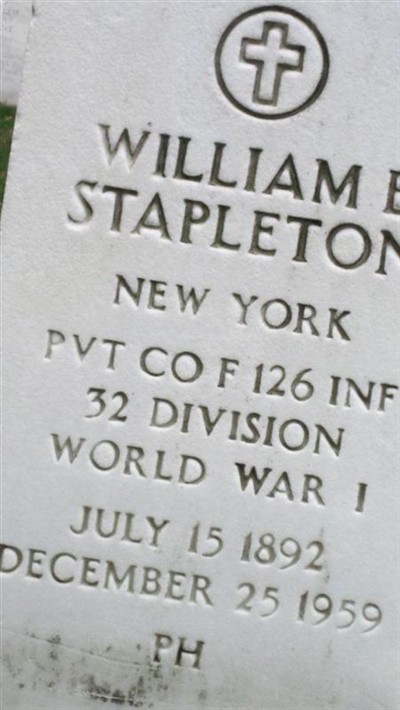 WILLIAM E
STAPLETON
NEW YORK
PVT CO F 126 INF
32 DIVISION
WORLD WAR I
JULY 15 1892
DECEMBER 25 1959
PH